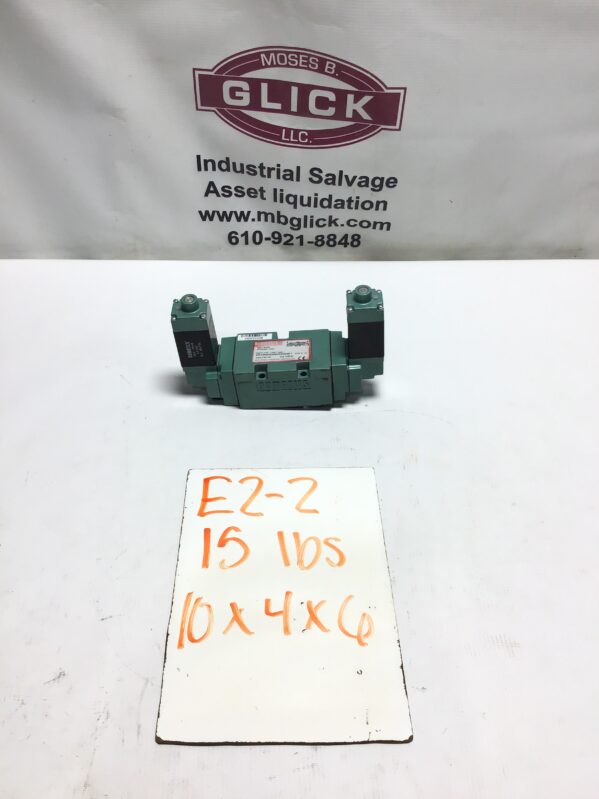 MOSES B.
GLICK
LLC.
Industrial Salvage
Asset liquidation
www.mbglick.com
610-921-8848
E2-2
15 lbs
10 x 4 x 6